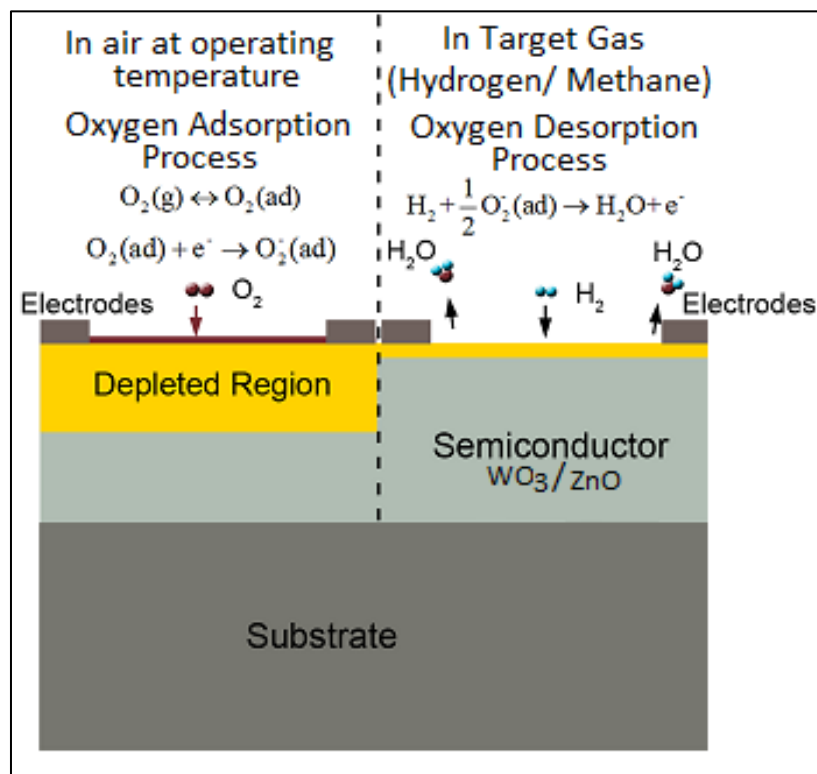 In air at operating
temperature
Oxygen Adsorption
Process
O₂(g) ↔ O₂(ad)
O₂(ad) + e⁻ → O₂⁻(ad)
O₂
Electrodes
Depleted Region
In Target Gas
(Hydrogen/ Methane)
Oxygen Desorption
Process
H₂ + 1/2 O₂⁻(ad) → H₂O + e⁻
H₂O
H₂
H₂O
Electrodes
Semiconductor
WO₃/ZnO
Substrate